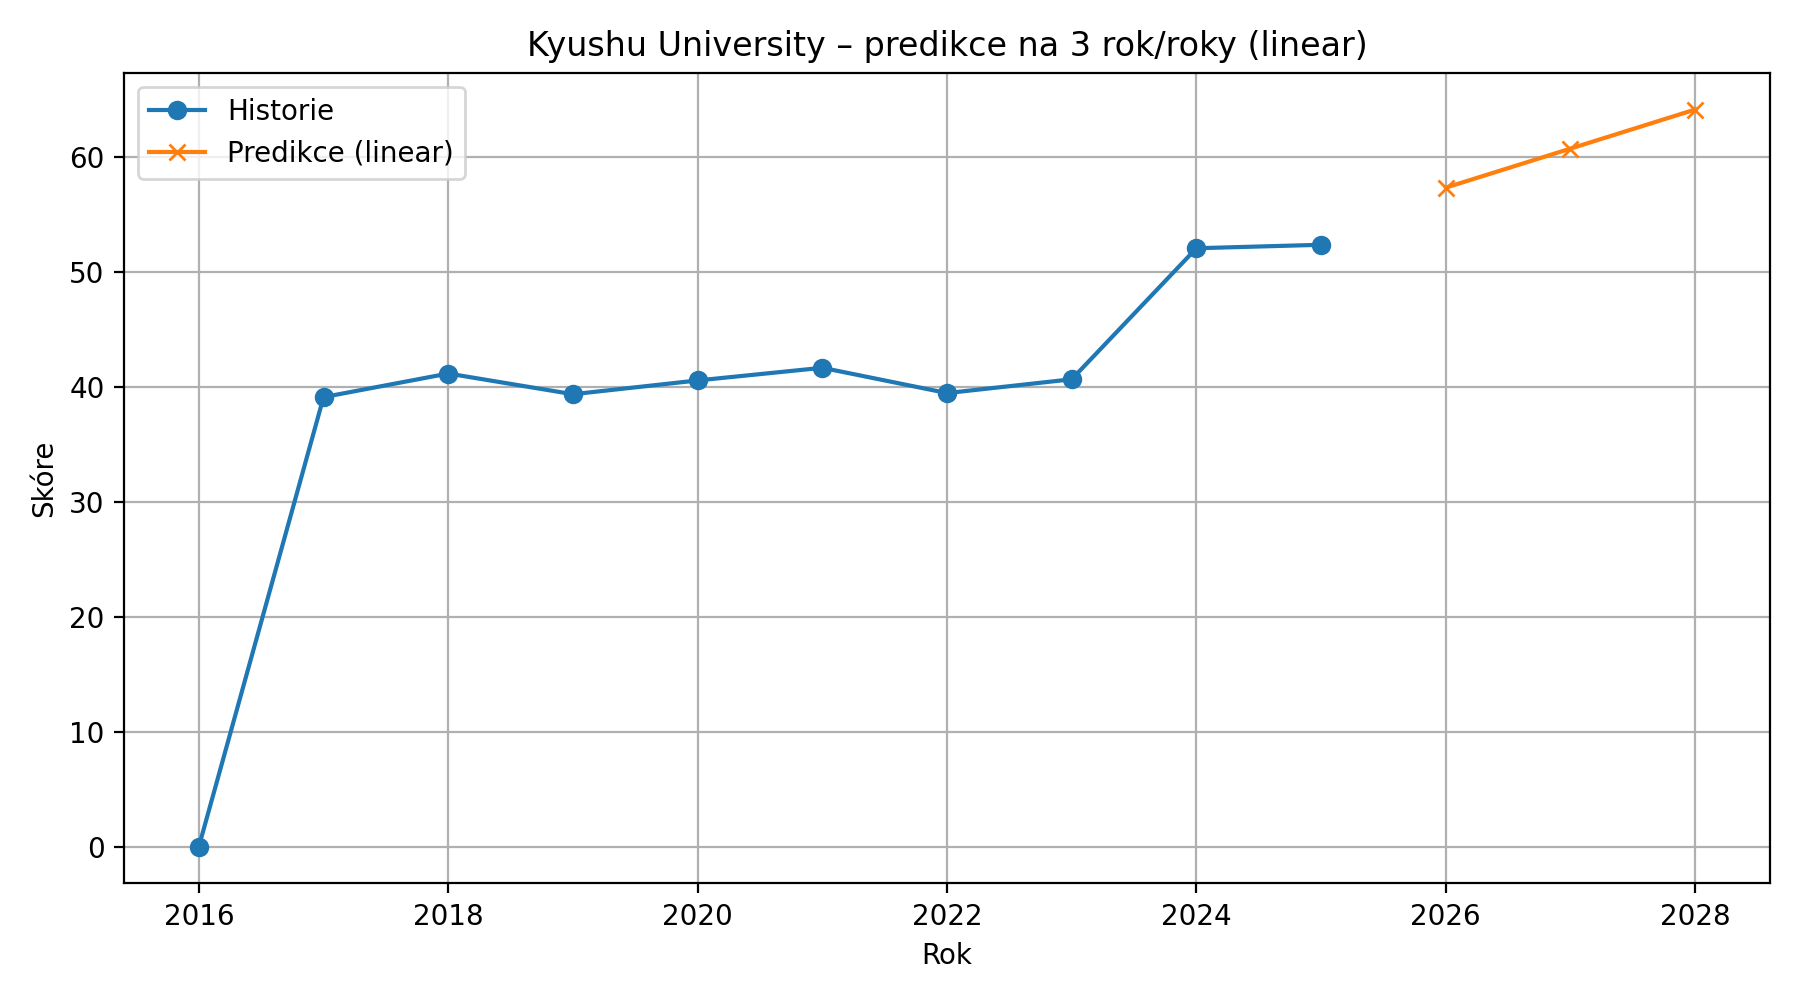 Kyushu University – predikce na 3 rok/roky (linear)
Historie
Predikce (linear)
60
50
40
30
20
10
0
Skóre
2016 2018 2020 2022 2024 2026 2028
Rok